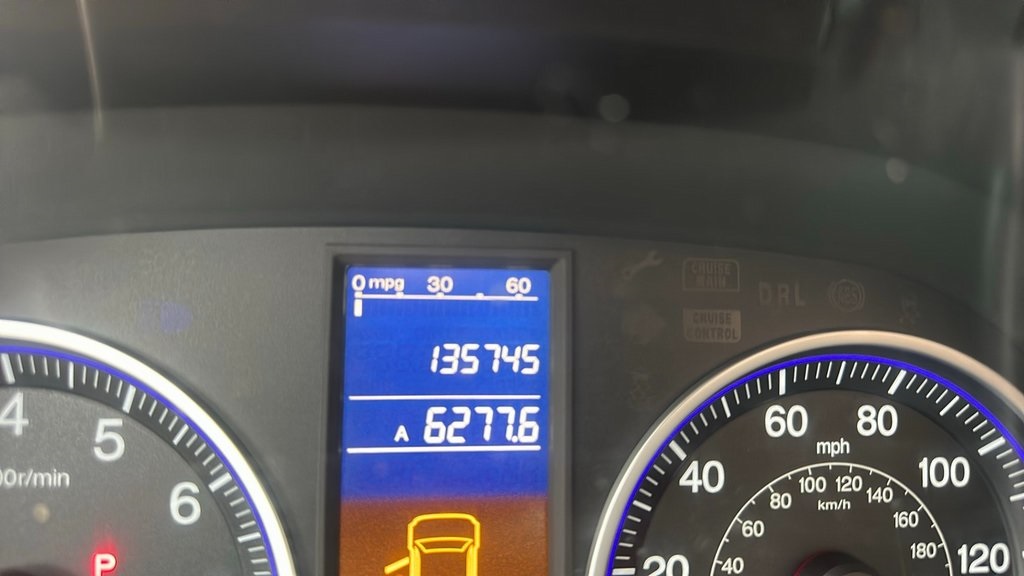 0 mpg 30 60
135745
A 6277.6
CRUISE MAIN
DRL
CRUISE CONTROL
4 5 6
00r/min
P
20 40 60 80 100 120
mph
40 60 80 100 120 140 160 180
km/h